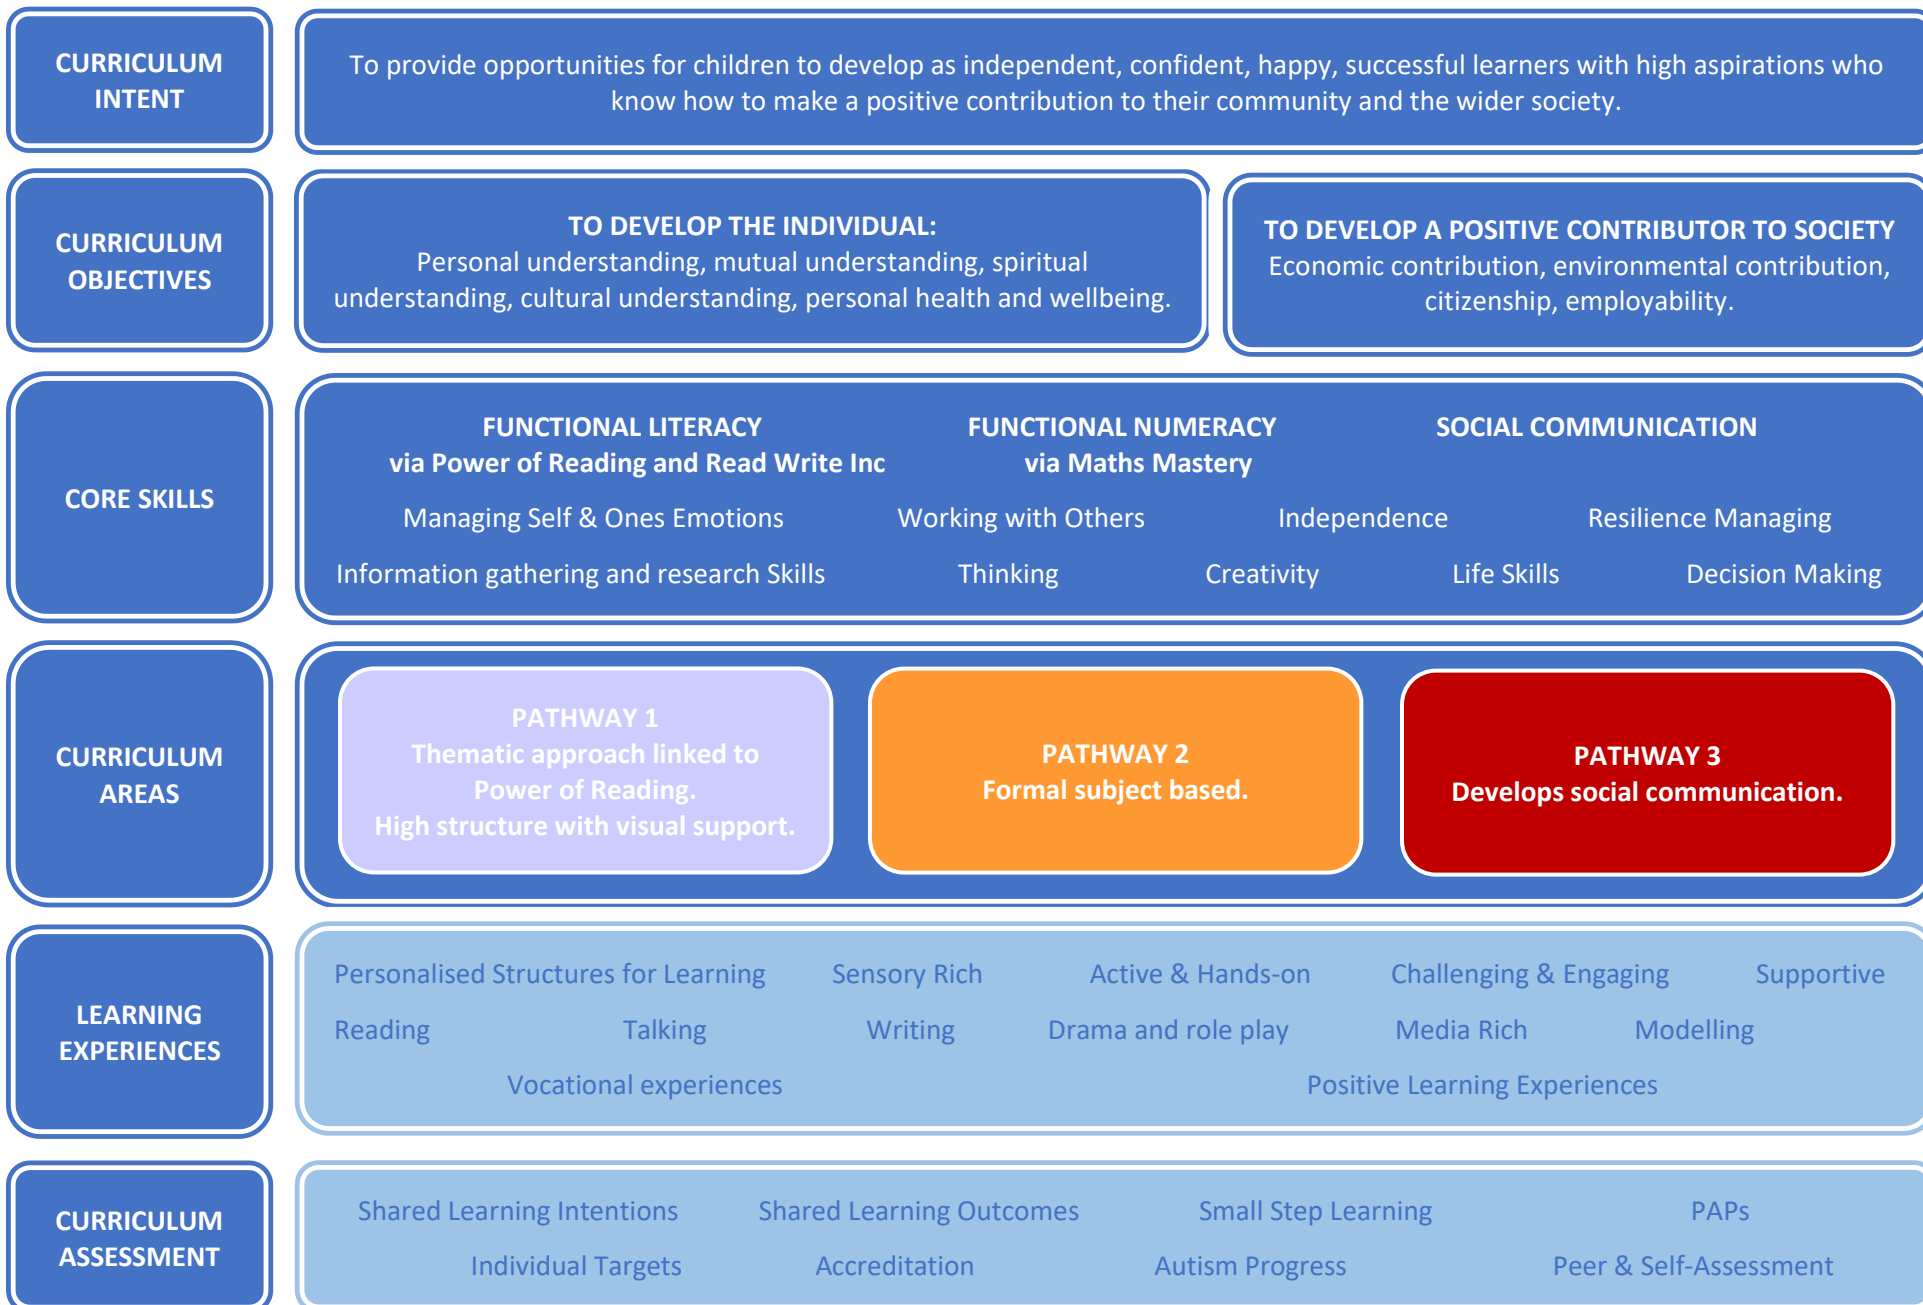 CURRICULUM
INTENT
To provide opportunities for children to develop as independent, confident, happy, successful learners with high aspirations who
know how to make a positive contribution to their community and the wider society.
CURRICULUM
OBJECTIVES
TO DEVELOP THE INDIVIDUAL:
Personal understanding, mutual understanding, spiritual
understanding, cultural understanding, personal health and wellbeing.
TO DEVELOP A POSITIVE CONTRIBUTOR TO SOCIETY
Economic contribution, environmental contribution,
citizenship, employability.
CORE SKILLS
FUNCTIONAL LITERACY FUNCTIONAL NUMERACY SOCIAL COMMUNICATION
via Power of Reading and Read Write Inc via Maths Mastery
Managing Self & Ones Emotions Working with Others Independence Resilience Managing
Information gathering and research Skills Thinking Creativity Life Skills Decision Making
CURRICULUM
AREAS
PATHWAY 1
Thematic approach linked to
Power of Reading.
High structure with visual support.
PATHWAY 2
Formal subject based.
PATHWAY 3
Develops social communication.
LEARNING
EXPERIENCES
Personalised Structures for Learning Sensory Rich Active & Hands-on Challenging & Engaging Supportive
Reading Talking Writing Drama and role play Media Rich Modelling
Vocational experiences Positive Learning Experiences
CURRICULUM
ASSESSMENT
Shared Learning Intentions Shared Learning Outcomes Small Step Learning PAPs
Individual Targets Accreditation Autism Progress Peer & Self-Assessment